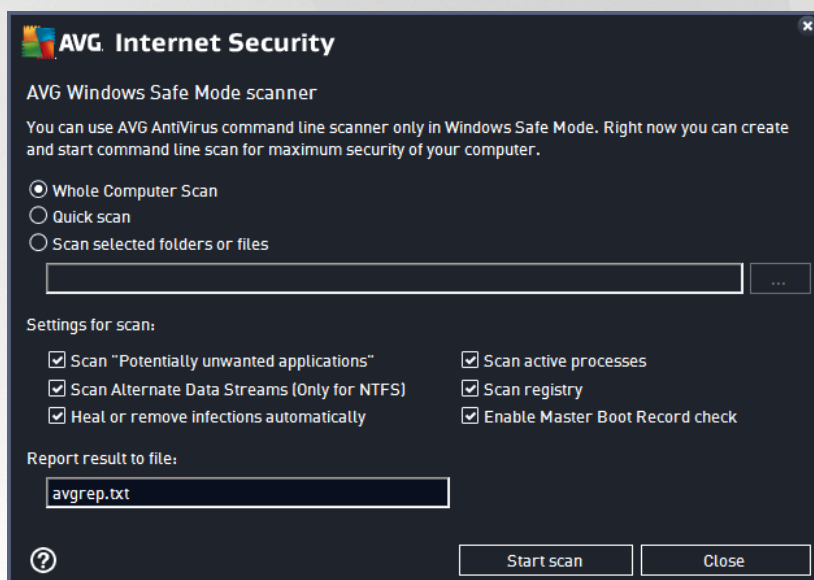 AVG. Internet Security
AVG Windows Safe Mode scanner
You can use AVG AntiVirus command line scanner only in Windows Safe Mode. Right now you can create
and start command line scan for maximum security of your computer.
Whole Computer Scan
Quick scan
Scan selected folders or files
...
Settings for scan:
Scan "Potentially unwanted applications"
Scan active processes
Scan Alternate Data Streams (Only for NTFS)
Scan registry
Heal or remove infections automatically
Enable Master Boot Record check
Report result to file:
avgrep.txt
Start scan
Close